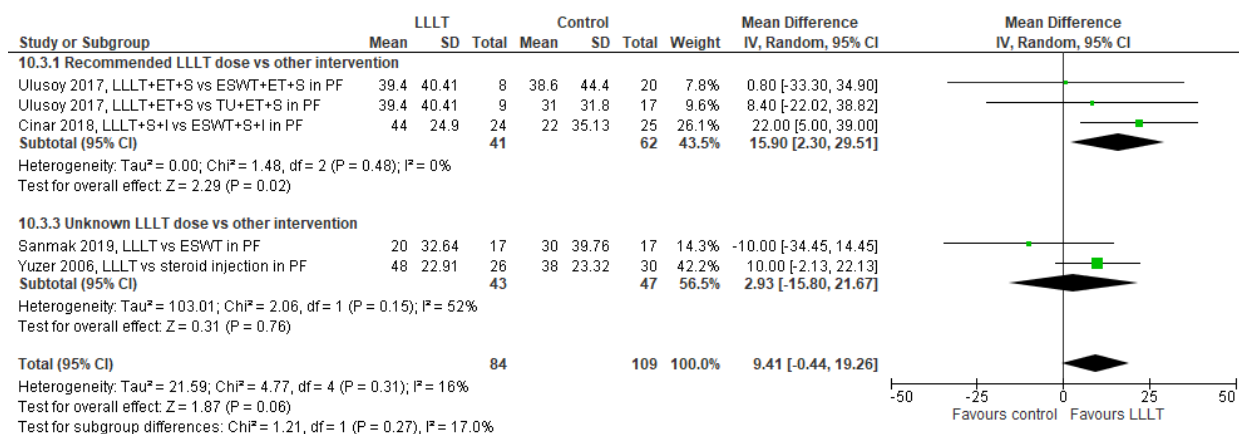 LLLT Control Mean Difference Mean Difference
Study or Subgroup Mean SD Total Mean SD Total Weight IV, Random, 95% CI IV, Random, 95% CI
10.3.1 Recommended LLLT dose vs other intervention
Ulusoy 2017, LLLT+ET+S vs ESWT+ET+S in PF 39.4 40.41 8 38.6 44.4 20 7.8% 0.80 [-33.30, 34.90]
Ulusoy 2017, LLLT+ET+S vs TU+ET+S in PF 39.4 40.41 9 31 31.8 17 9.6% 8.40 [-22.02, 38.82]
Cinar 2018, LLLT+S+I vs ESWT+S+I in PF 44 24.9 24 22 35.13 25 26.1% 22.00 [5.00, 39.00]
Subtotal (95% CI) 41 62 43.5% 15.90 [2.30, 29.51]
Heterogeneity: Tau² = 0.00; Chi² = 1.48, df = 2 (P = 0.48); I² = 0%
Test for overall effect: Z = 2.29 (P = 0.02)
10.3.3 Unknown LLLT dose vs other intervention
Sanmak 2019, LLLT vs ESWT in PF 20 32.64 17 30 39.76 17 14.3% -10.00 [-34.45, 14.45]
Yuzer 2006, LLLT vs steroid injection in PF 48 22.91 26 38 23.32 30 42.2% 10.00 [-2.13, 22.13]
Subtotal (95% CI) 43 47 56.5% 2.93 [-15.80, 21.67]
Heterogeneity: Tau² = 103.01; Chi² = 2.06, df = 1 (P = 0.15); I² = 52%
Test for overall effect: Z = 0.31 (P = 0.76)
Total (95% CI) 84 109 100.0% 9.41 [-0.44, 19.26]
Heterogeneity: Tau² = 21.59; Chi² = 4.77, df = 4 (P = 0.31); I² = 16%
Test for overall effect: Z = 1.87 (P = 0.06)
Test for subgroup differences: Chi² = 1.21, df = 1 (P = 0.27), I² = 17.0%
-50 -25 0 25 50
Favours control Favours LLLT